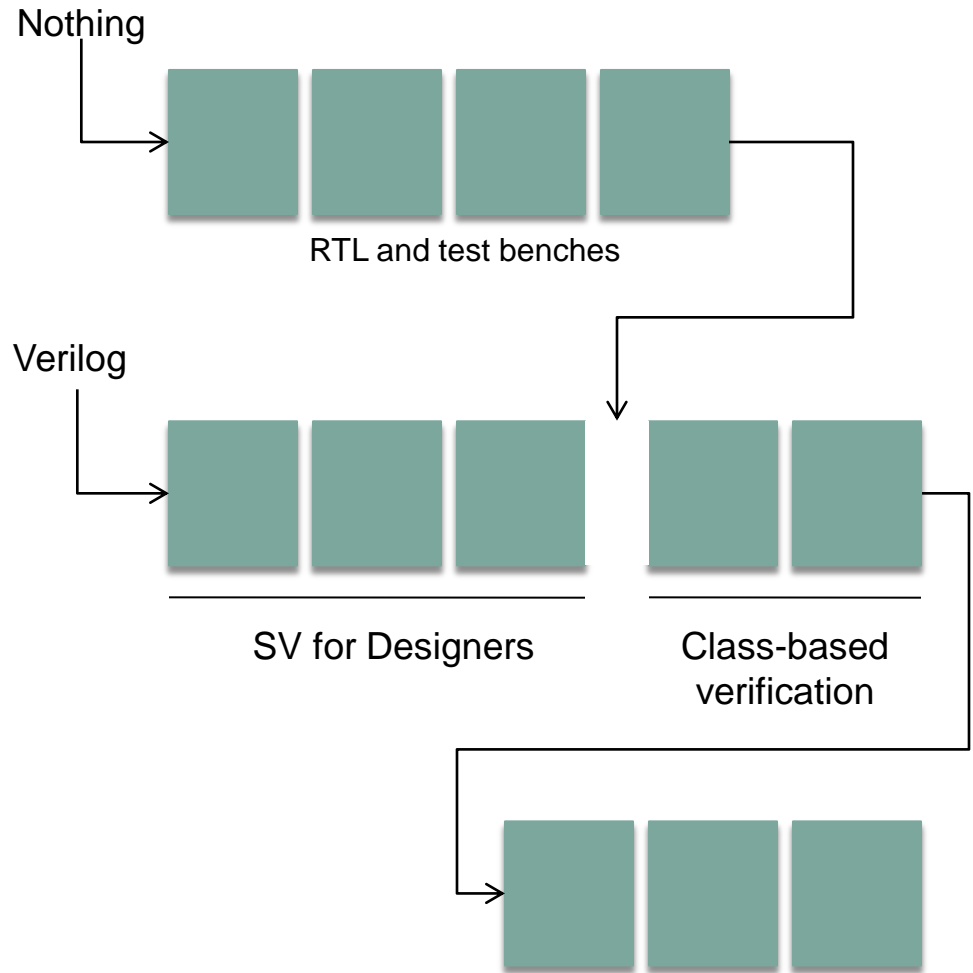 Nothing
RTL and test benches
Verilog
SV for Designers
Class-based
verification